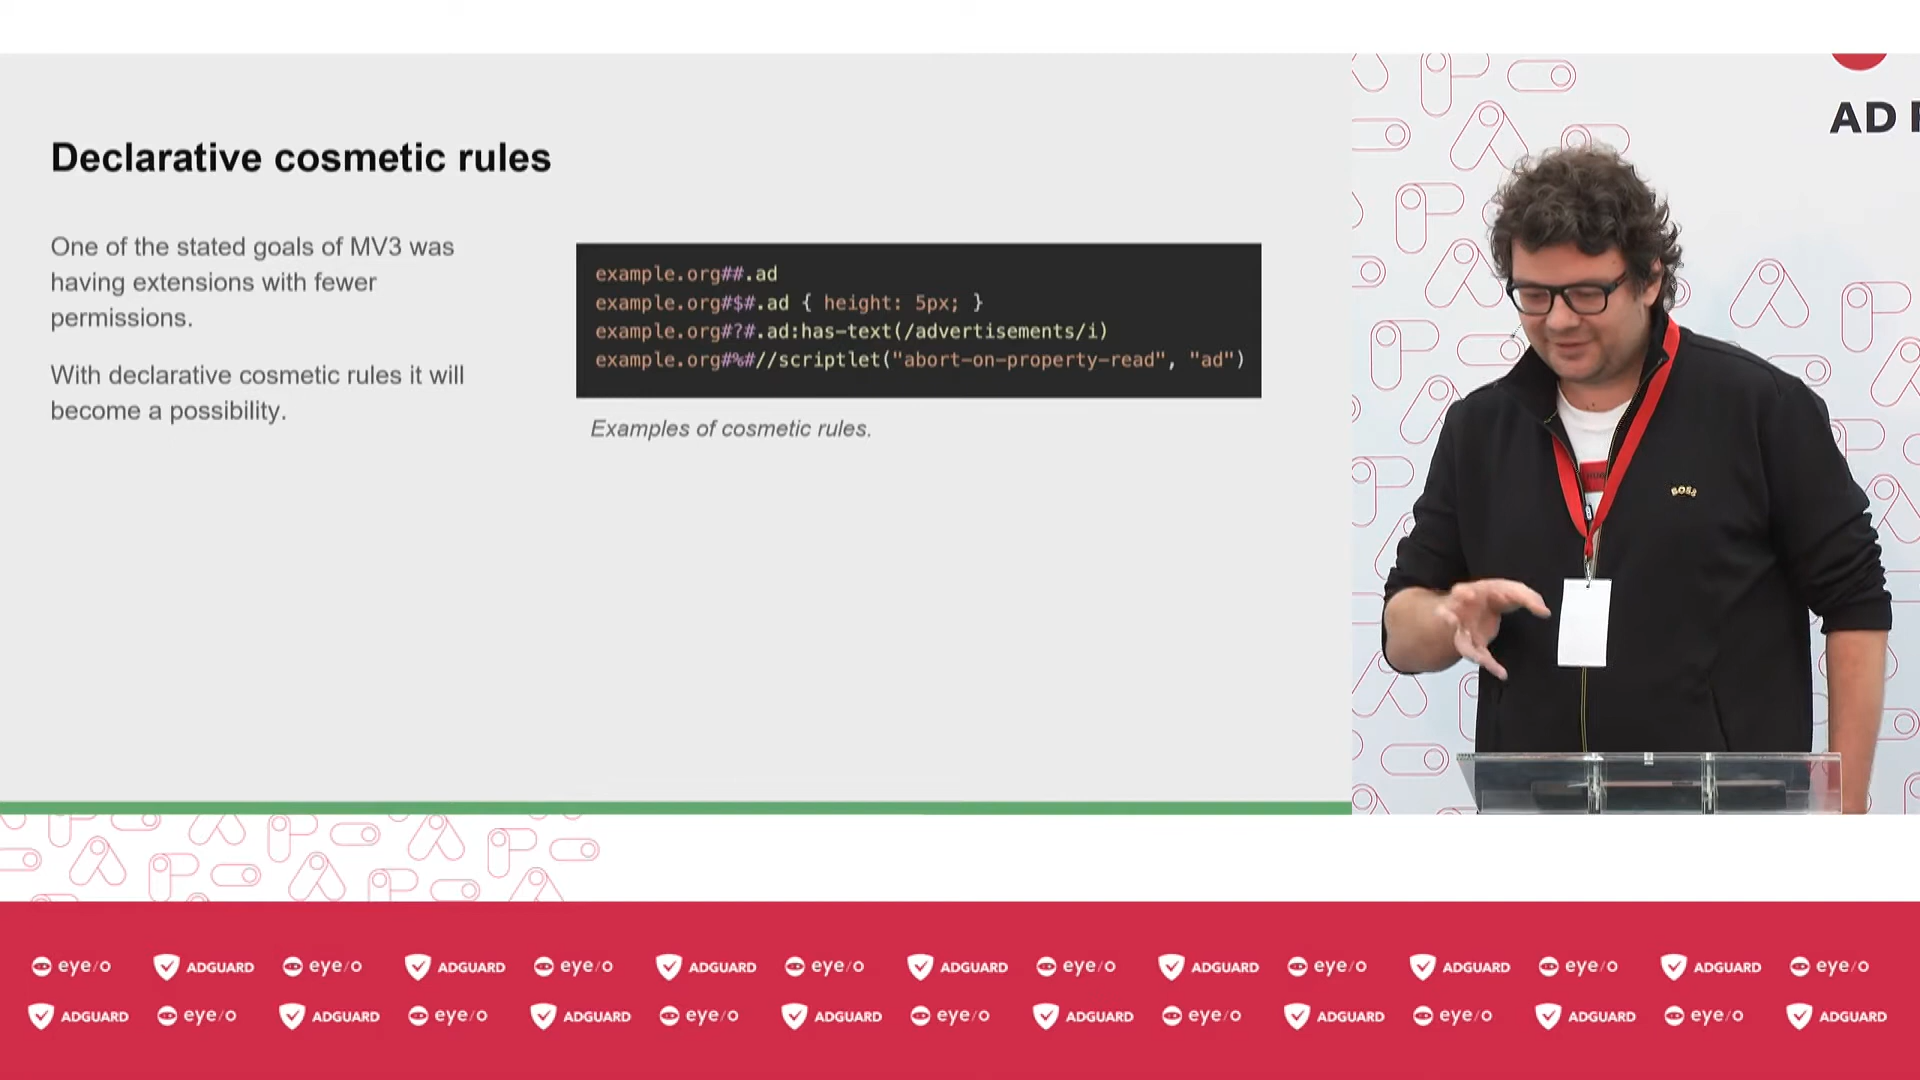 Declarative cosmetic rules
One of the stated goals of MV3 was
having extensions with fewer
permissions.
With declarative cosmetic rules it will
become a possibility.
example.org##.ad
example.org#$#.ad { height: 5px; }
example.org#?#.ad:has-text(/advertisements/i)
example.org#%#//scriptlet("abort-on-property-read", "ad")
Examples of cosmetic rules.
AD
BOSS
eye/o ADGUARD eye/o ADGUARD eye/o ADGUARD eye/o ADGUARD eye/o ADGUARD eye/o ADGUARD eye/o ADGUARD eye/o
ADGUARD eye/o ADGUARD eye/o ADGUARD eye/o ADGUARD eye/o ADGUARD eye/o ADGUARD eye/o ADGUARD eye/o ADGUARD